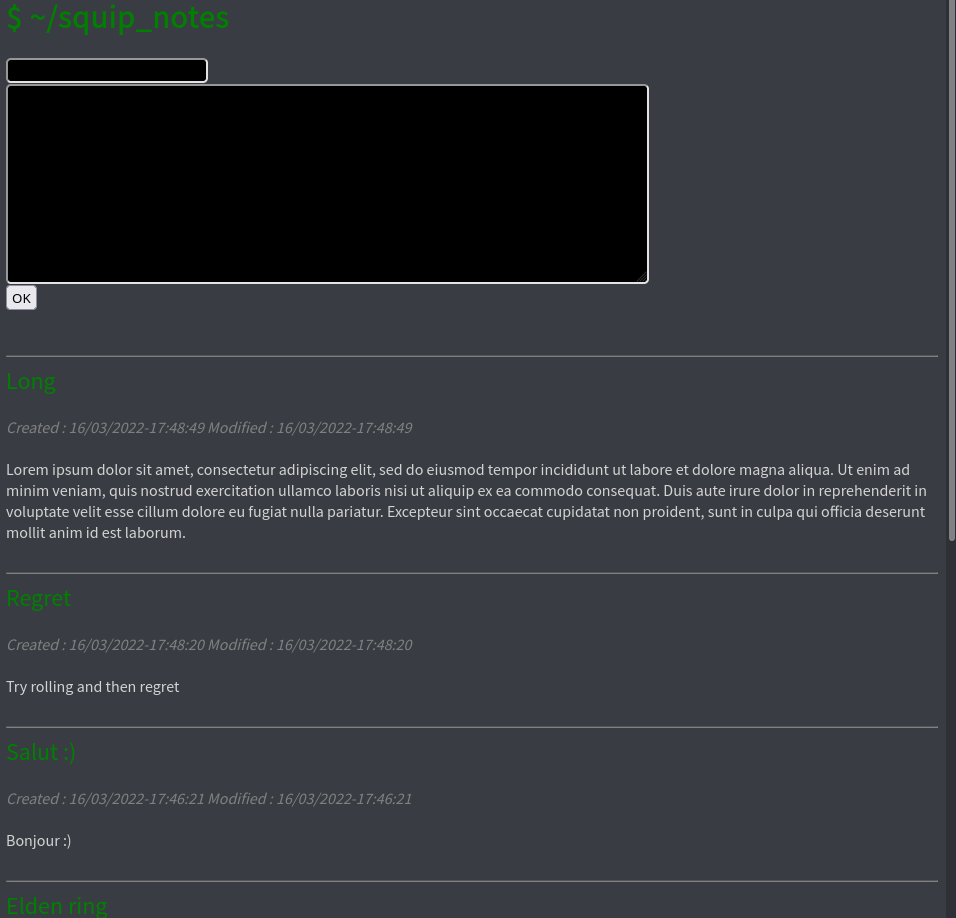 $ ~/squip_notes
OK
Long
Created : 16/03/2022-17:48:49 Modified : 16/03/2022-17:48:49
Lorem ipsum dolor sit amet, consectetur adipiscing elit, sed do eiusmod tempor incididunt ut labore et dolore magna aliqua. Ut enim ad
minim veniam, quis nostrud exercitation ullamco laboris nisi ut aliquip ex ea commodo consequat. Duis aute irure dolor in reprehenderit in
voluptate velit esse cillum dolore eu fugiat nulla pariatur. Excepteur sint occaecat cupidatat non proident, sunt in culpa qui officia deserunt
mollit anim id est laborum.
Regret
Created : 16/03/2022-17:48:20 Modified : 16/03/2022-17:48:20
Try rolling and then regret
Salut :)
Created : 16/03/2022-17:46:21 Modified : 16/03/2022-17:46:21
Bonjour :)
Elden ring